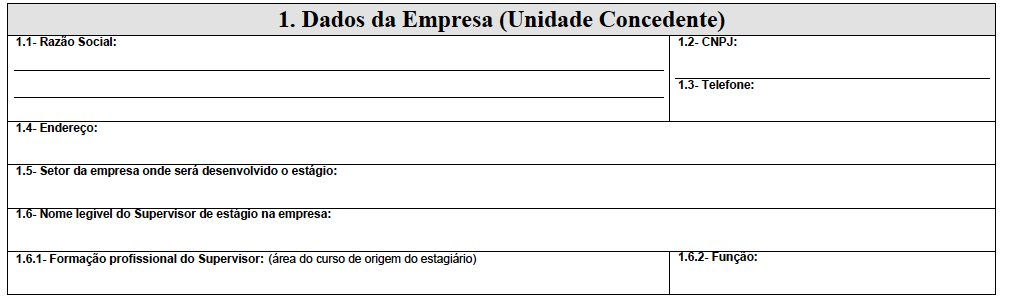 1. Dados da Empresa (Unidade Concedente)
1.1- Razão Social:
1.2- CNPJ:
1.3- Telefone:
1.4- Endereço:
1.5- Setor da empresa onde será desenvolvido o estágio:
1.6- Nome legível do Supervisor de estágio na empresa:
1.6.1- Formação profissional do Supervisor: (área do curso de origem do estagiário)
1.6.2- Função: